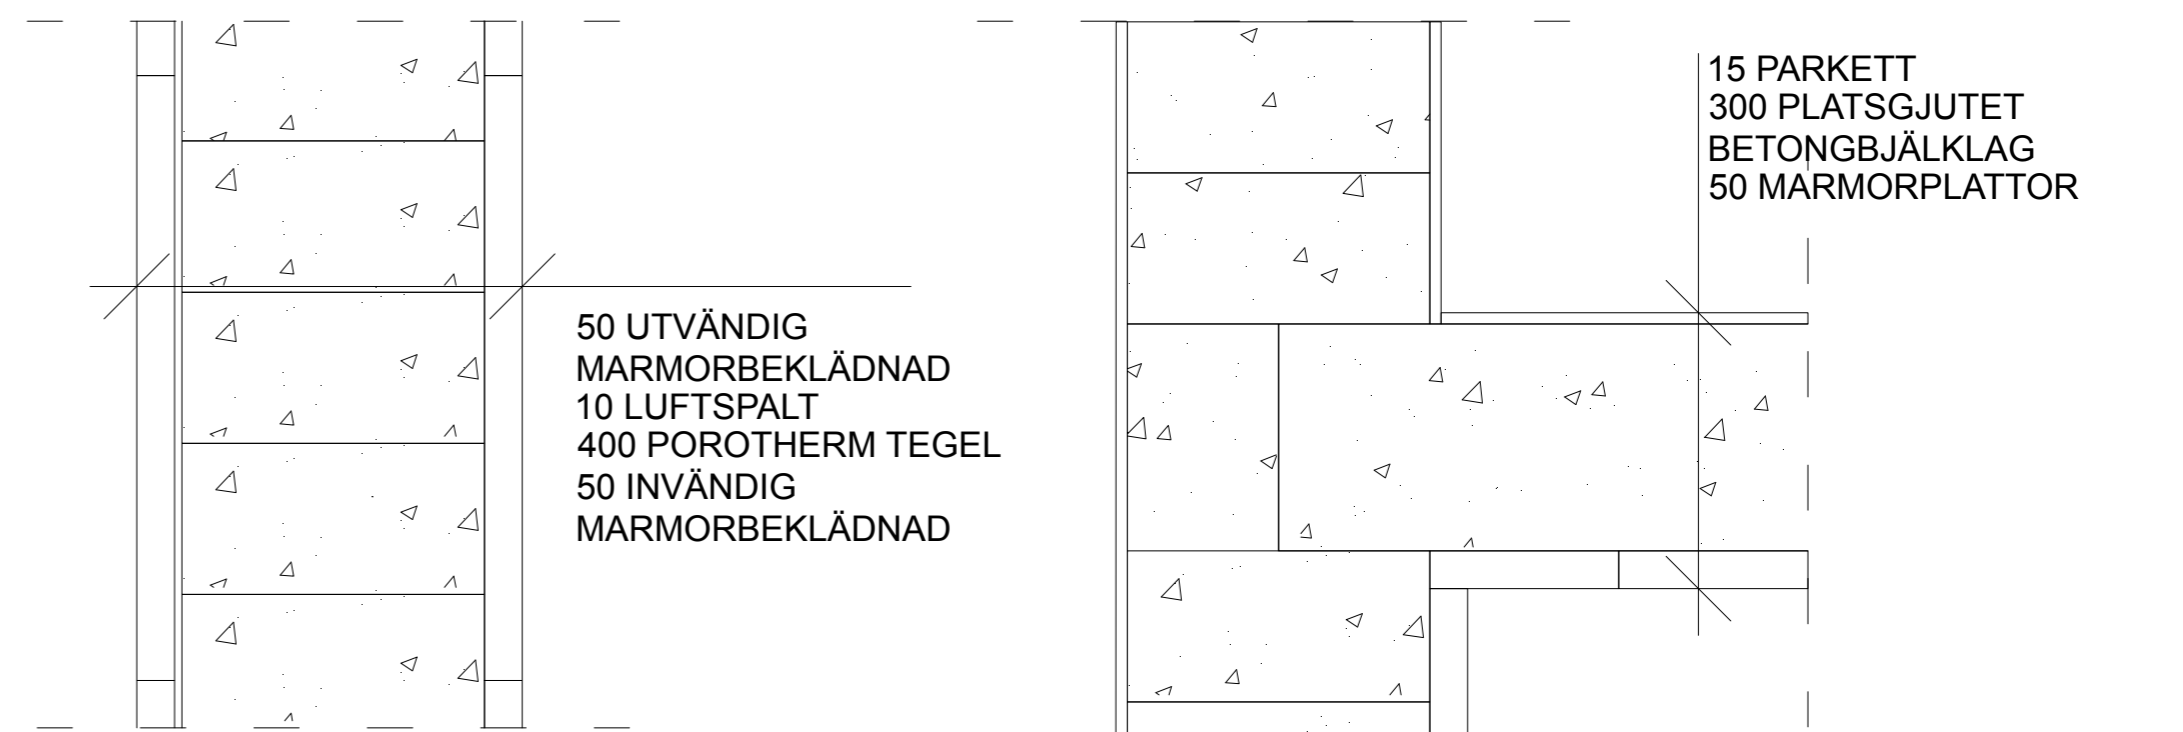 50 UTVÄNDIG
MARMORBEKLÄDNAD
10 LUFTSPALT
400 POROTHERM TEGEL
50 INVÄNDIG
MARMORBEKLÄDNAD
15 PARKETT
300 PLATSGJUTET
BETONGBJÄLKLAG
50 MARMORPLATTOR